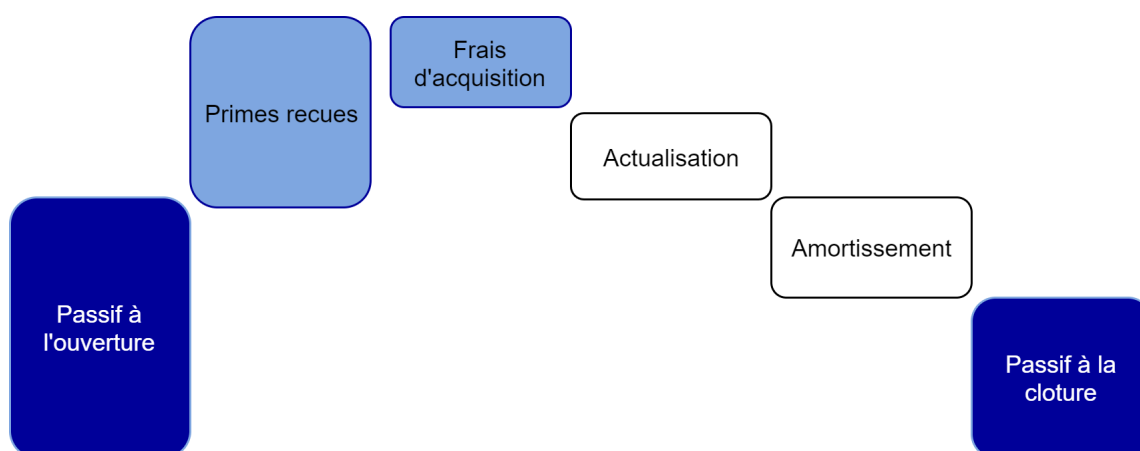 Primes recues
Frais
d'acquisition
Actualisation
Amortissement
Passif à
l'ouverture
Passif à la
cloture